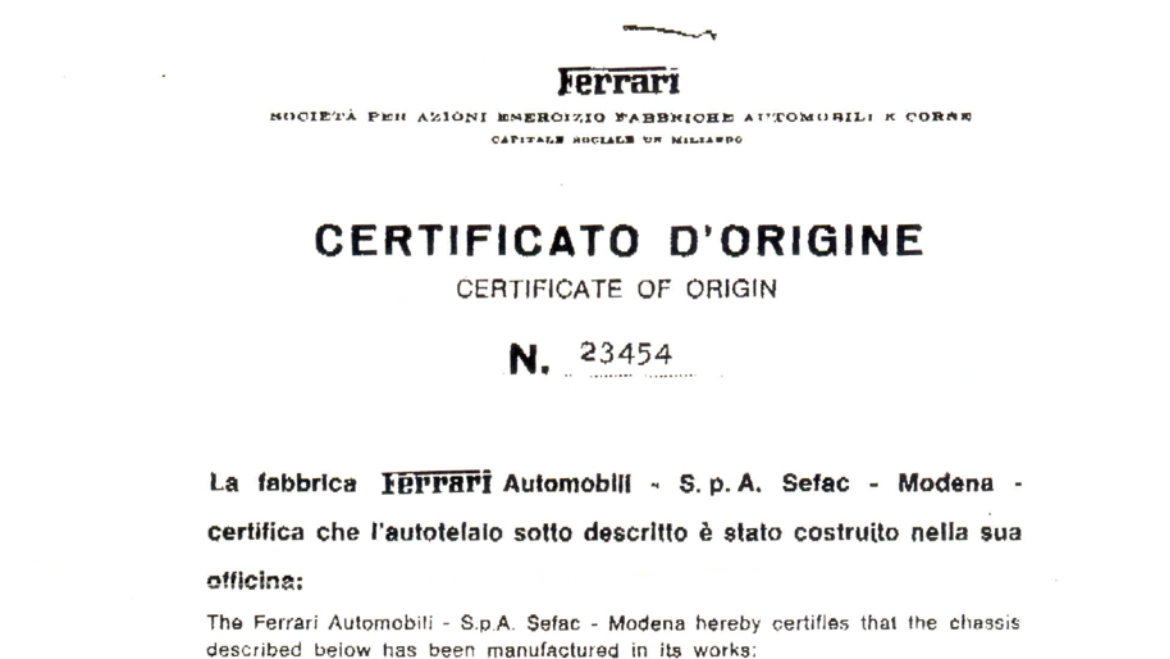 Ferrari
SOCIETÀ PER AZIONI ESERCIZIO FABBRICHE AUTOMOBILI E CORSE
CAPITALE SOCIALE UN MILIARDO
CERTIFICATO D'ORIGINE
CERTIFICATE OF ORIGIN
N. 23454
La fabbrica Ferrari Automobili - S. p. A. Sefac - Modena -
certifica che l'autotelaio sotto descritto è stato costruito nella sua
officina:
The Ferrari Automobili - S.p.A. Sefac - Modena hereby certifies that the chassis
described below has been manufactured in its works: